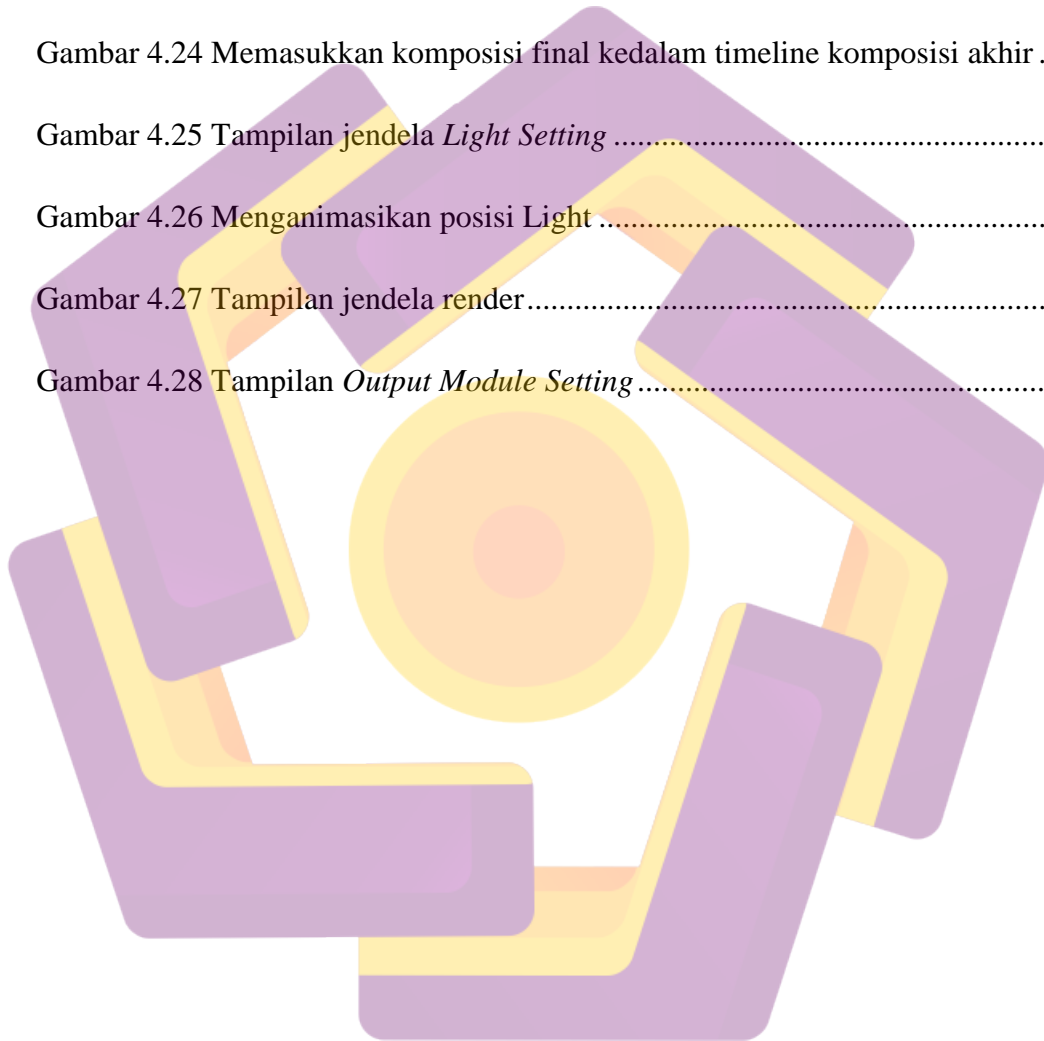 Gambar 4.24 Memasukkan komposisi final kedalam timeline komposisi akhir .
Gambar 4.25 Tampilan jendela Light Setting ................................................
Gambar 4.26 Menganimasikan posisi Light ..................................................
Gambar 4.27 Tampilan jendela render...........................................................
Gambar 4.28 Tampilan Output Module Setting .............................................